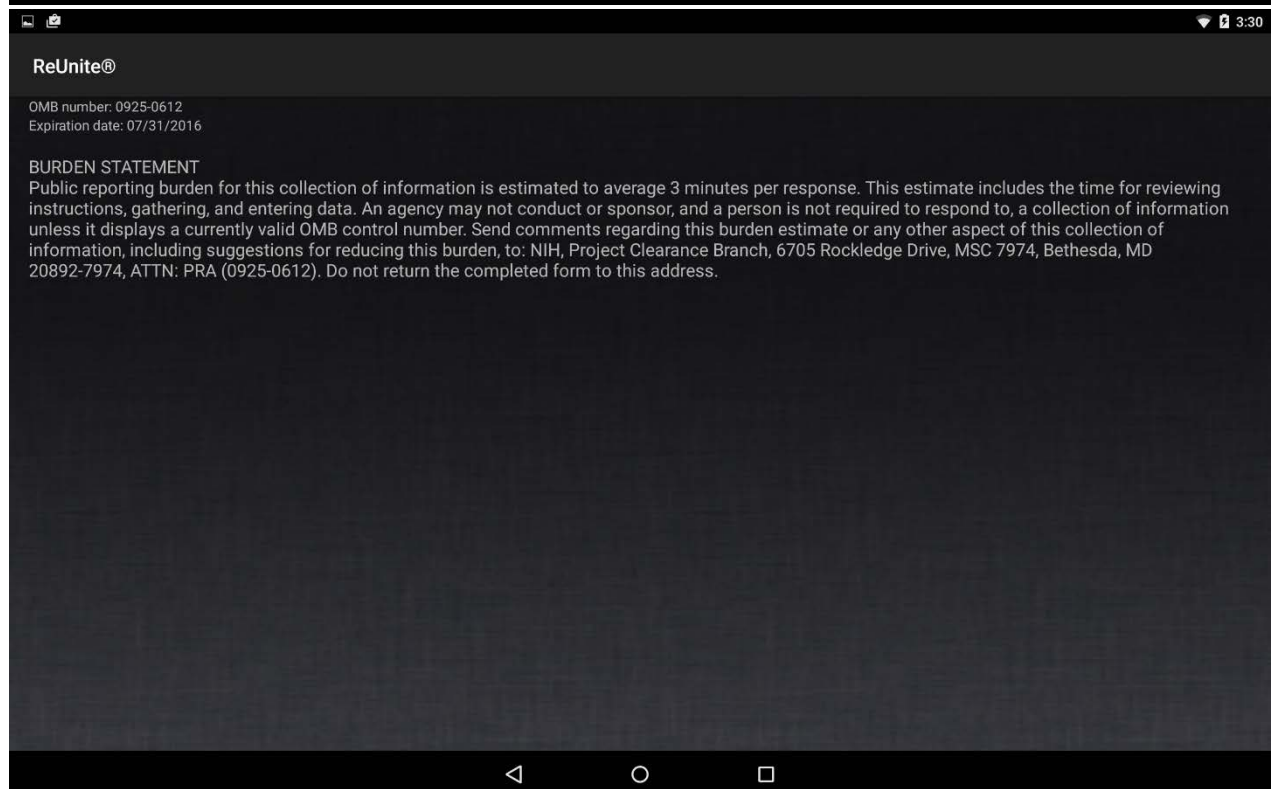 3:30
ReUnite®
OMB number: 0925-0612
Expiration date: 07/31/2016
BURDEN STATEMENT
Public reporting burden for this collection of information is estimated to average 3 minutes per response. This estimate includes the time for reviewing
instructions, gathering, and entering data. An agency may not conduct or sponsor, and a person is not required to respond to, a collection of information
unless it displays a currently valid OMB control number. Send comments regarding this burden estimate or any other aspect of this collection of
information, including suggestions for reducing this burden, to: NIH, Project Clearance Branch, 6705 Rockledge Drive, MSC 7974, Bethesda, MD
20892-7974, ATTN: PRA (0925-0612). Do not return the completed form to this address.